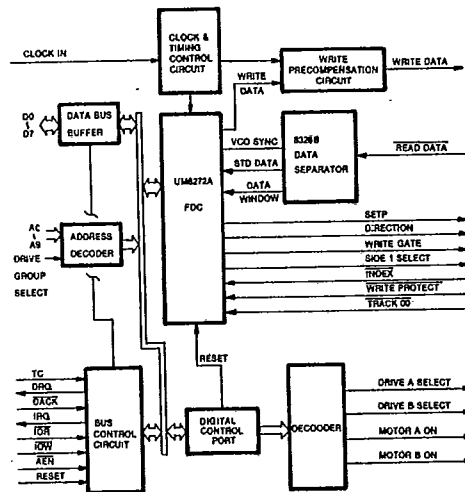 CLOCK IN
CLOCK &
TIMING
CONTROL
CIRCUIT
WRITE
PRECOMPENSATION
CIRCUIT
WRITE DATA
WRITE
DATA
D0
D7
DATA BUS
BUFFER
UM8272A
FDC
VCO SYNC
STD DATA
DATA
WINDOW
8326B
DATA
SEPARATOR
READ DATA
A0
A9
DRIVE
GROUP
SELECT
ADDRESS
DECODER
SETP
DIRECTION
WRITE GATE
SIDE 1 SELECT
INDEX
WRITE PROTECT
TRACK 00
RESET
TC
DRQ
DACK
IRQ
IOR
IOW
AEN
RESET
BUS
CONTROL
CIRCUIT
DIGITAL
CONTROL
PORT
DECOODER
DRIVE A SELECT
DRIVE B SELECT
MOTOR A ON
MOTOR B ON